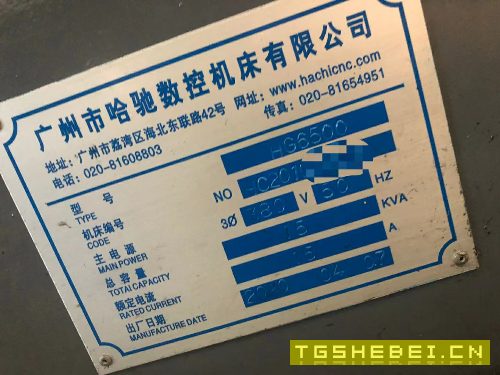 广州市哈驰数控机床有限公司
地址：广州市荔湾区海北东联路42号 网址：www.hachicnc.com
电话：020-81608803 传真：020-81654951
型号 HG6500
TYPE
机床编号 NO
CODE
主电源 3Ø 380 V 50 HZ
MAIN.POWER
总容量 15 KVA
TOTAL CAPACITY
额定电流 15 A
RATED CURRENT
出厂日期 04 07
MANUFACTURE DATE
TGSHEBEI.CN